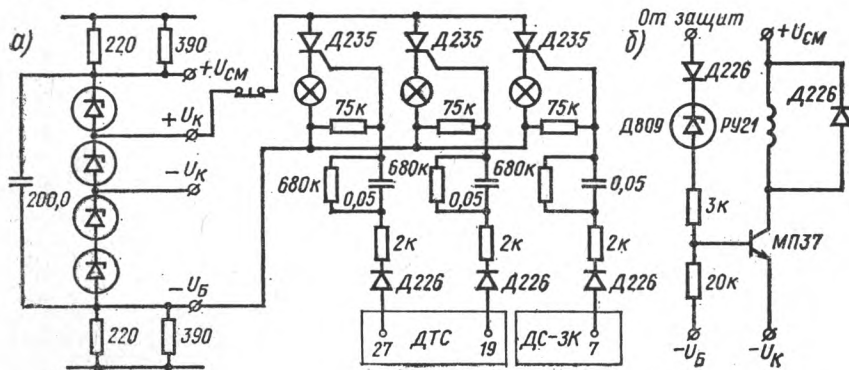 а)
220
390
+Uсм
+Uк
-Uк
200,0
-Uб
220
390
Д235
Д235
Д235
75к
75к
75к
680к
0,05
680к
0,05
680к
0,05
2к
2к
2к
Д226
Д226
Д226
27
ДТС
19
ДС-3К
7
б)
От защит
+Uсм
Д226
Д226
Д809
РУ21
3к
МП37
20к
-Uб
-Uк